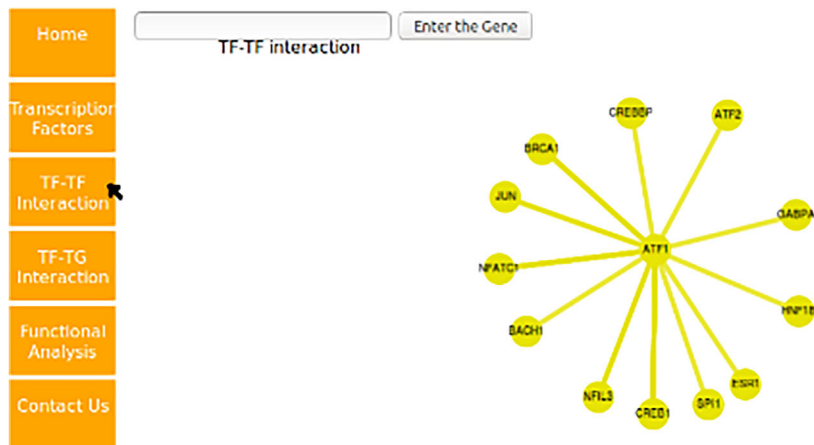 Home
Transcription
Factors
TF-TF
Interaction
TF-TG
Interaction
Functional
Analysis
Contact Us
Enter the Gene
TF-TF interaction
CREBBP
ATF2
BRCA1
JUN
GABPA
ATF1
NFATC1
HNF1B
BACH1
ESR1
NFIL3
SPI1
CREB1